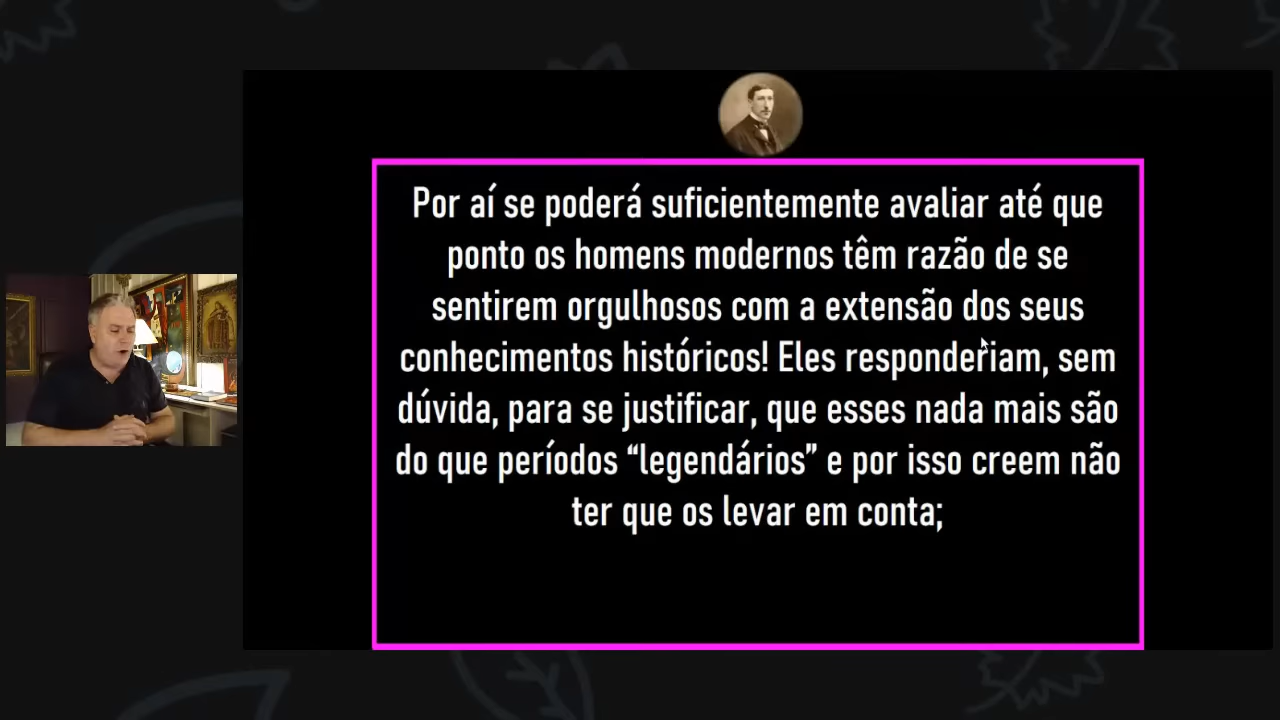 Por aí se poderá suficientemente avaliar até que
ponto os homens modernos têm razão de se
sentirem orgulhosos com a extensão dos seus
conhecimentos históricos! Eles responderiam, sem
dúvida, para se justificar, que esses nada mais são
do que períodos “legendários” e por isso creem não
ter que os levar em conta;